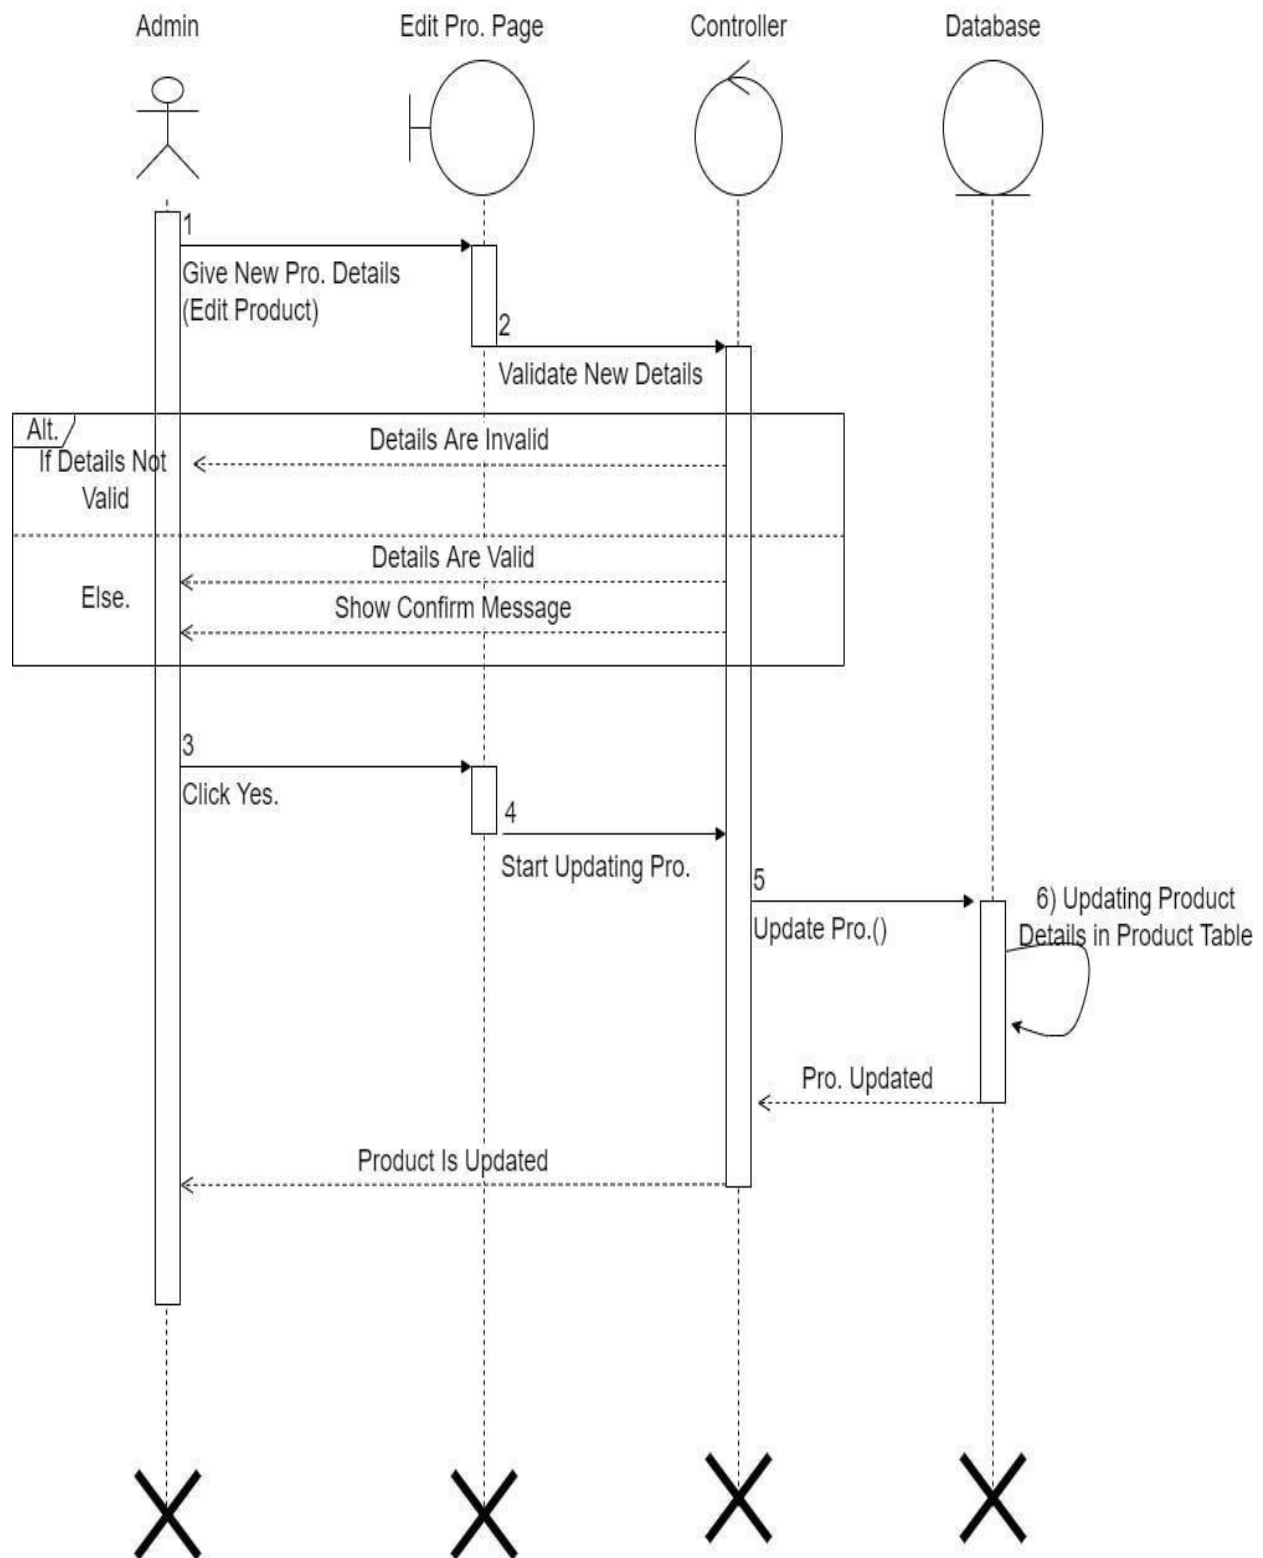 Admin
Edit Pro. Page
Controller
Database
1
Give New Pro. Details
(Edit Product)
2
Validate New Details
Alt.
If Details Not
Valid
Details Are Invalid
Else.
Details Are Valid
Show Confirm Message
3
Click Yes.
4
Start Updating Pro.
5
Update Pro.()
6) Updating Product
Details in Product Table
Pro. Updated
Product Is Updated